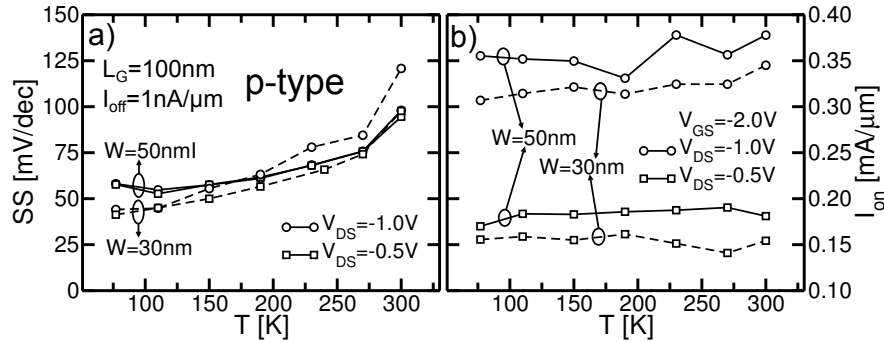 a)
L_G=100nm
I_off=1nA/μm
p-type
W=50nmI
W=30nm
V_DS=-1.0V
V_DS=-0.5V
SS [mV/dec]
150
125
100
75
50
25
0
100
150
200
250
300
T [K]
b)
V_GS=-2.0V
W=50nm
V_DS=-1.0V
W=30nm
V_DS=-0.5V
100
150
200
250
300
T [K]
0.40
0.35
0.30
0.25
0.20
0.15
0.10
I_on [mA/μm]